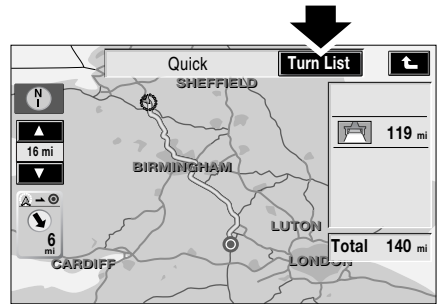 Quick Turn List
SHEFFIELD
N
16 mi
119 mi
BIRMINGHAM
A
6
mi
LUTON
Total 140 mi
CARDIFF
LONDON